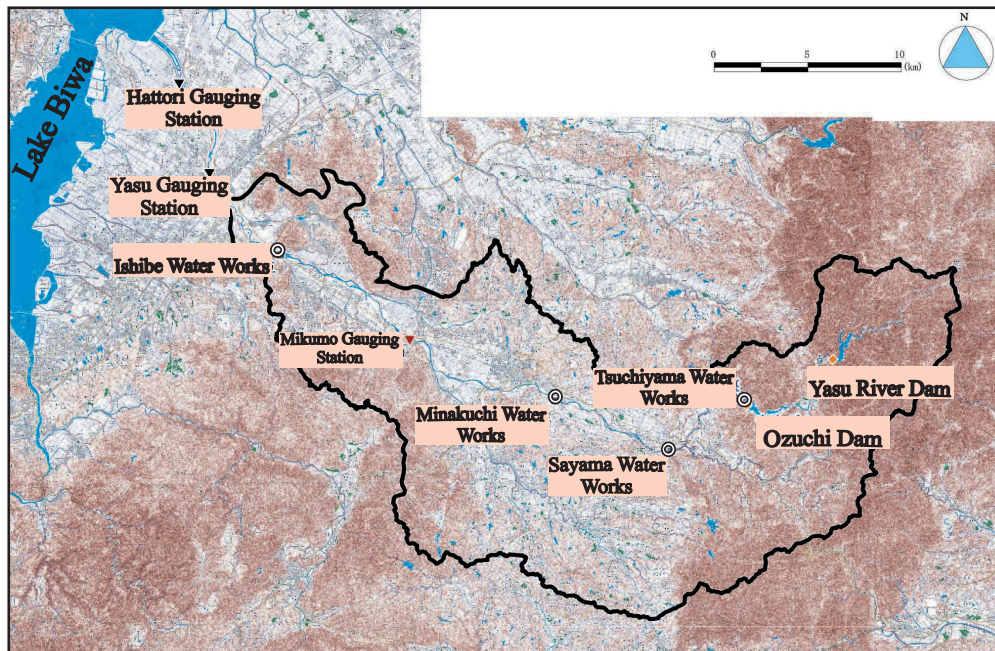 N
0
5
10
(km)
Lake Biwa
Hattori Gauging
Station
Yasu Gauging
Station
Ishibe Water Works
Mikumo Gauging
Station
Tsuchiyama Water
Works
Yasu River Dam
Minakuchi Water
Works
Ozuchi Dam
Sayama Water
Works